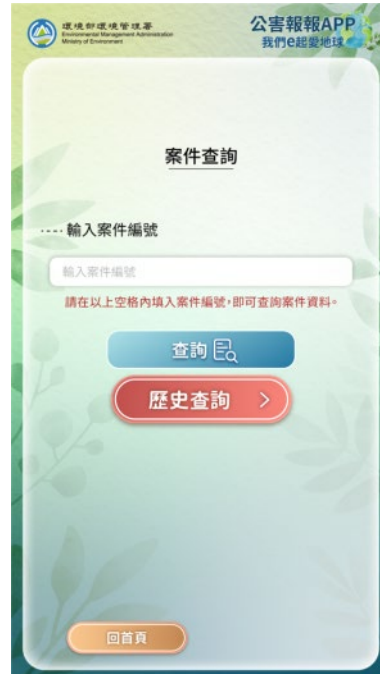 環境部環境管理署
Environmental Management Administration
Ministry of Environment
公害報報APP
我們e起愛地球
案件查詢
輸入案件編號
輸入案件編號
請在以上空格內填入案件編號,即可查詢案件資料。
查詢
歷史查詢
回首頁